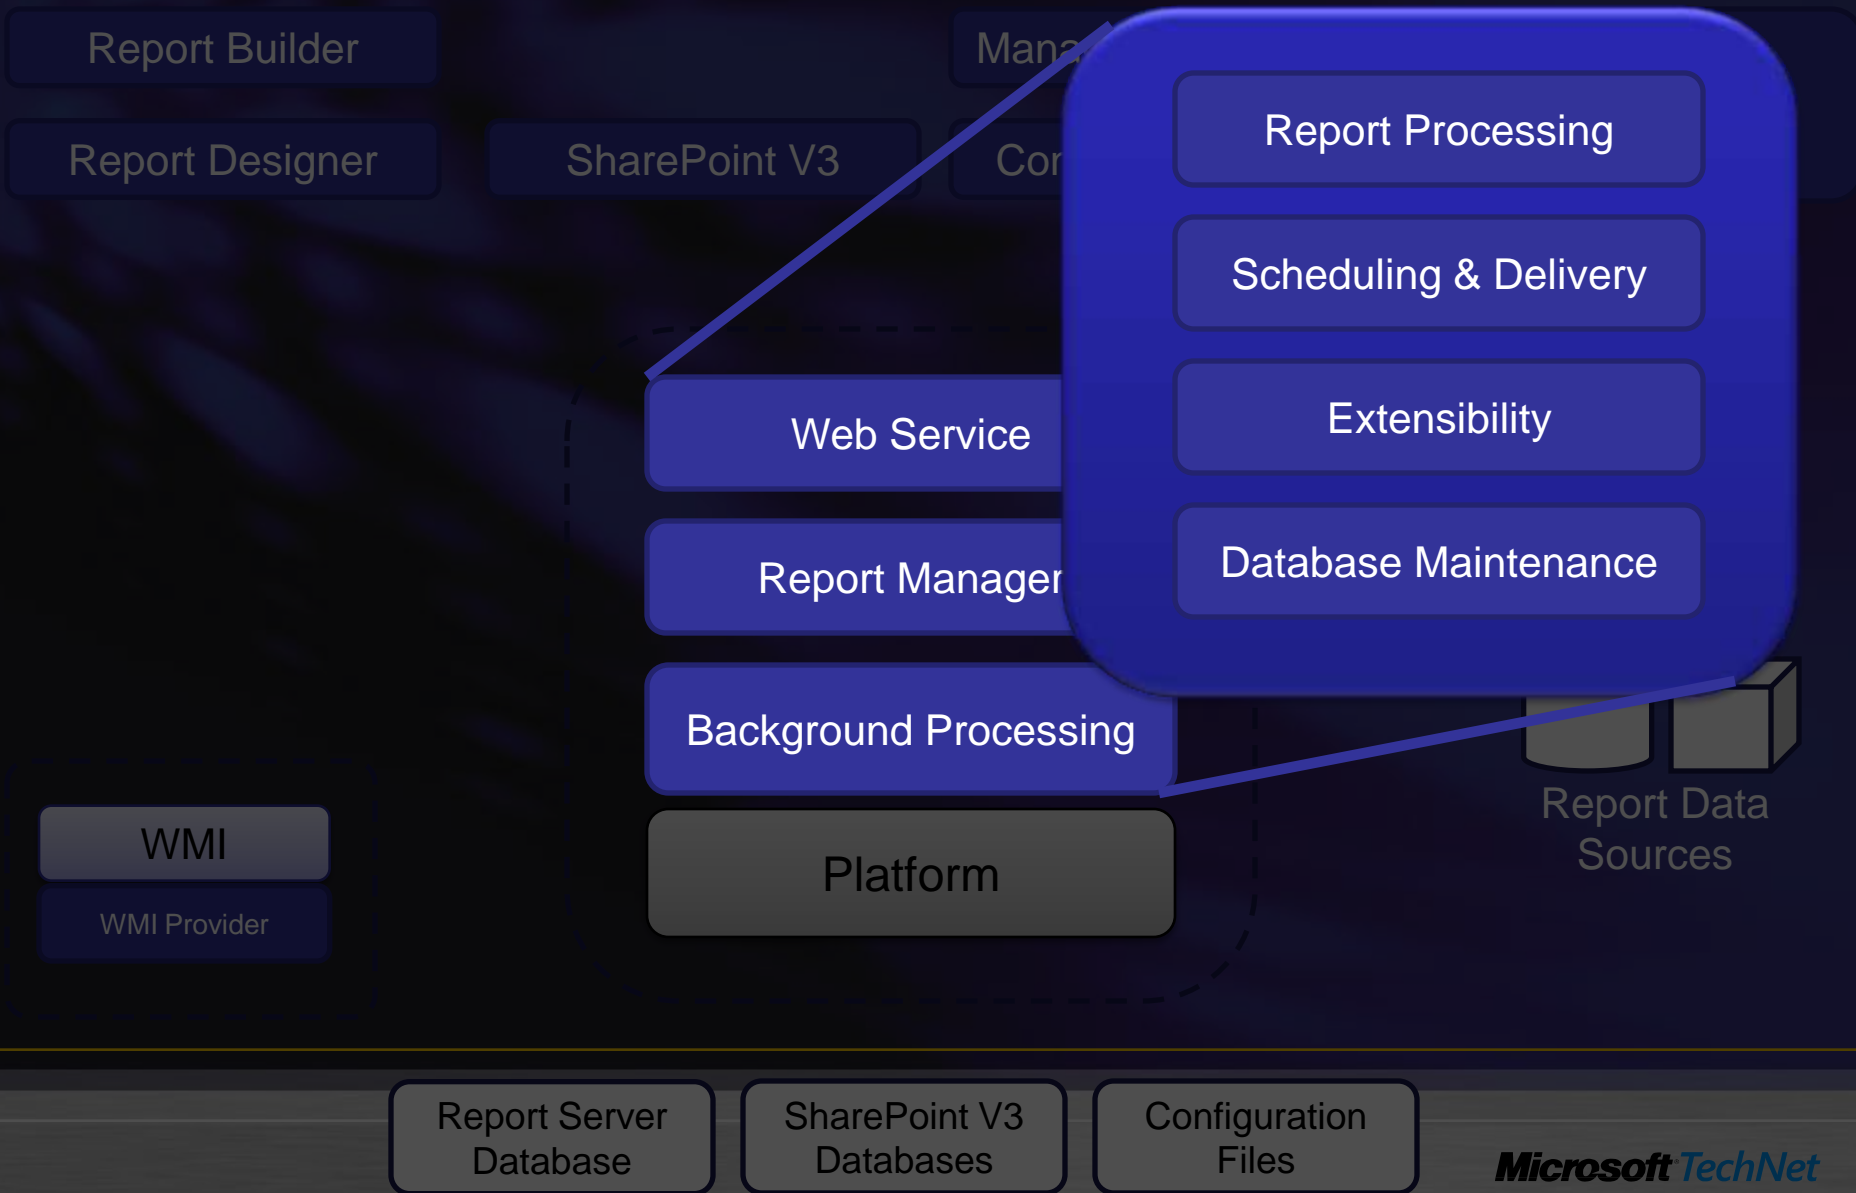 Report Builder
Report Designer
SharePoint V3
Report Processing
Scheduling & Delivery
Extensibility
Database Maintenance
Web Service
Report Manager
Background Processing
Platform
WMI
WMI Provider
Report Data
Sources
Report Server
Database
SharePoint V3
Databases
Configuration
Files
Microsoft TechNet